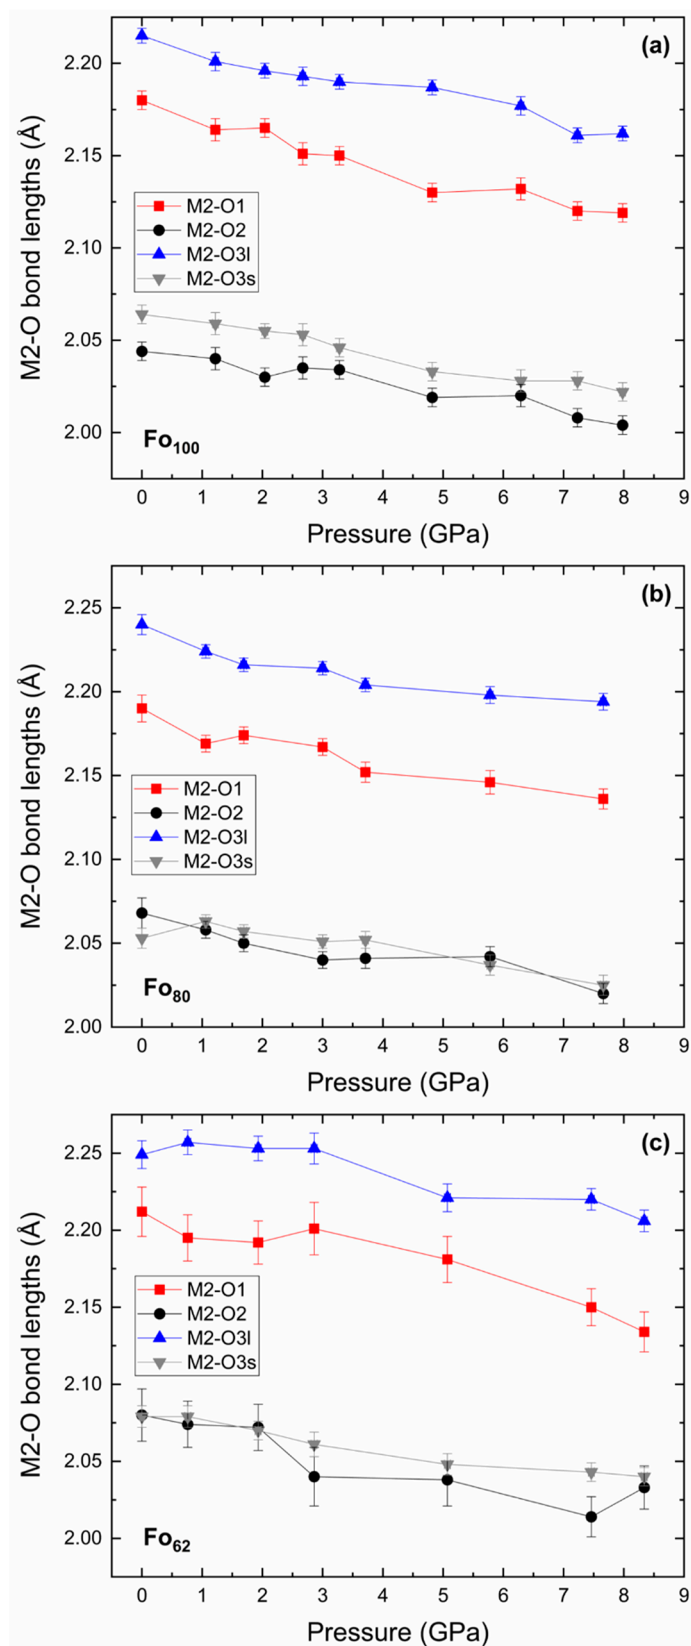 (a)
2.20
2.15
2.10
2.05
2.00
M2-O bond lengths (Å)
M2-O1
M2-O2
M2-O3l
M2-O3s
Fo100
0 1 2 3 4 5 6 7 8 9
Pressure (GPa)
(b)
2.25
2.20
2.15
2.10
2.05
2.00
M2-O bond lengths (Å)
M2-O1
M2-O2
M2-O3l
M2-O3s
Fo80
0 1 2 3 4 5 6 7 8 9
Pressure (GPa)
(c)
2.25
2.20
2.15
2.10
2.05
2.00
M2-O bond lengths (Å)
M2-O1
M2-O2
M2-O3l
M2-O3s
Fo62
0 1 2 3 4 5 6 7 8 9
Pressure (GPa)